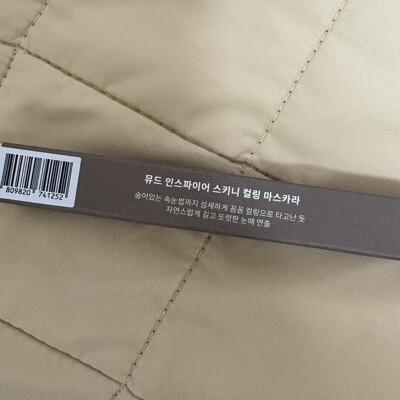 뮤드 인스파이어 스키니 컬링 마스카라
숨어있는 속눈썹까지 섬세하게 꼼꼼 컬링으로 타고난 듯
자연스럽게 길고 또렷한 눈매 연출
809820 741252